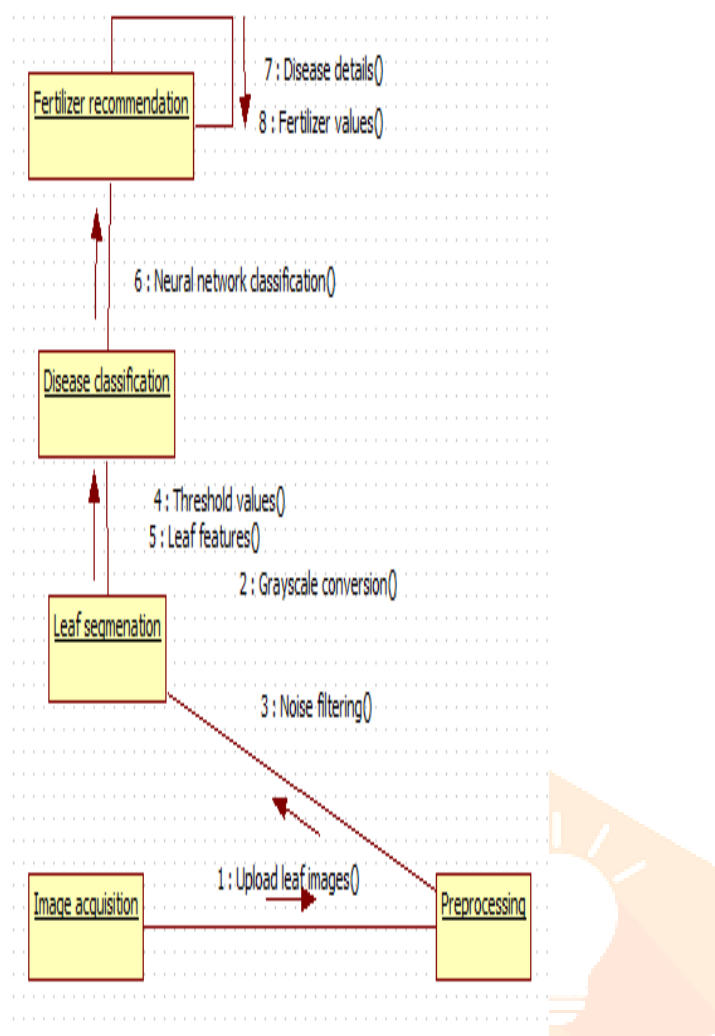 7 : Disease details()
Fertilizer recommendation
8 : Fertilizer values()
6 : Neural network classification()
Disease classification
4 : Threshold values()
5 : Leaf features()
2 : Grayscale conversion()
Leaf seqmenation
3 : Noise filtering()
1 : Upload leaf images()
Image acquisition
Preprocessing